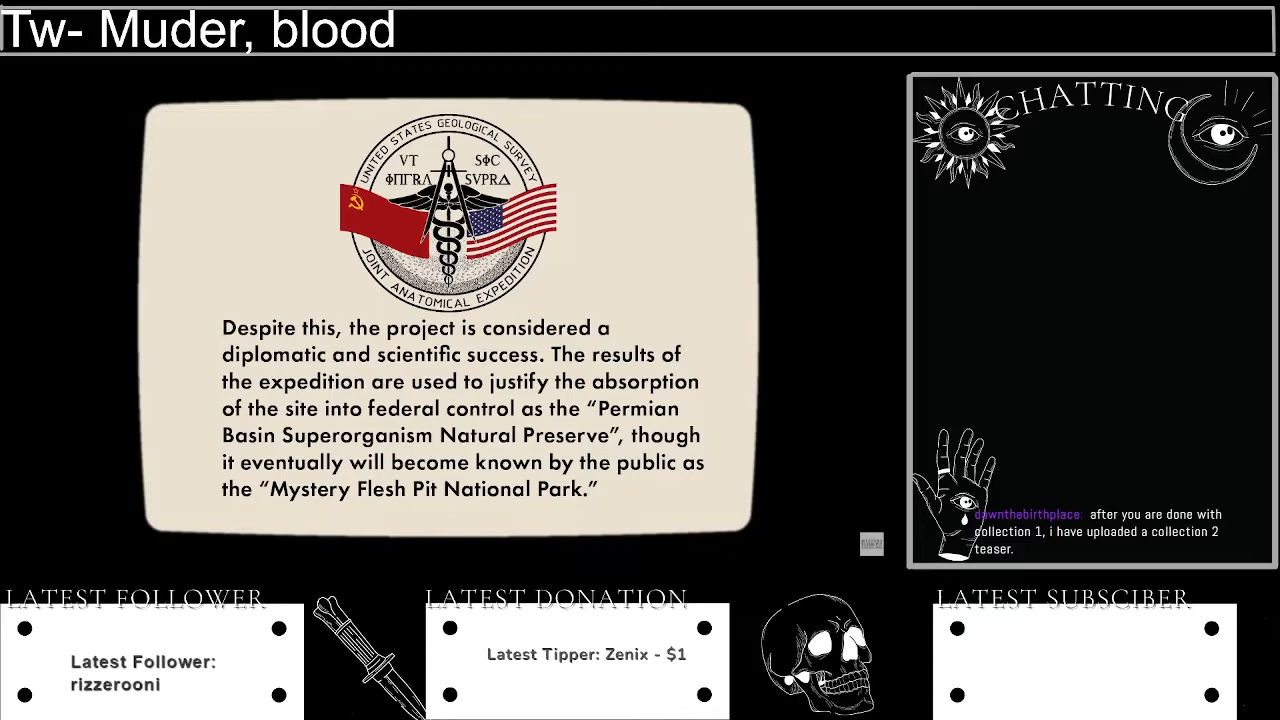 Tw- Muder, blood
CHATTING
UNITED STATES GEOLOGICAL SURVEY
VT SΦC
ΦΠΓRΛ SVPRΔ
JOINT ANATOMICAL EXPEDITION
Despite this, the project is considered a
diplomatic and scientific success. The results of
the expedition are used to justify the absorption
of the site into federal control as the “Permian
Basin Superorganism Natural Preserve”, though
it eventually will become known by the public as
the “Mystery Flesh Pit National Park.”
dawnthebirthplace: after you are done with
collection 1, i have uploaded a collection 2
teaser.
LATEST FOLLOWER
LATEST DONATION
LATEST SUBSCIBER
Latest Follower:
rizzerooni
Latest Tipper: Zenix - $1